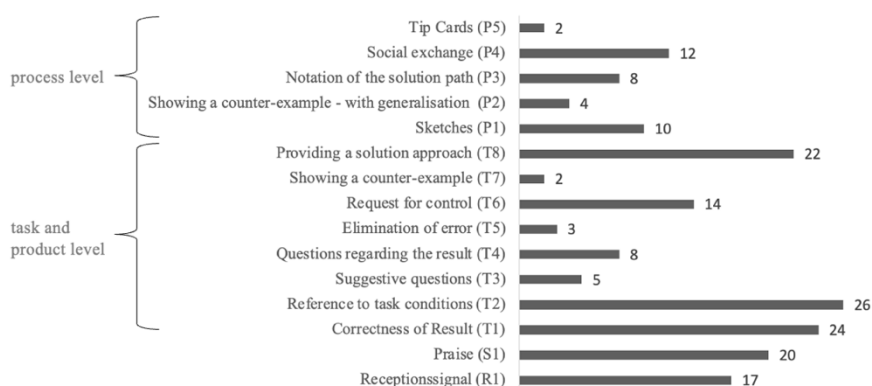 Tip Cards (P5) 2
Social exchange (P4) 12
process level
Notation of the solution path (P3) 8
Showing a counter-example - with generalisation (P2) 4
Sketches (P1) 10
Providing a solution approach (T8) 22
Showing a counter-example (T7) 2
Request for control (T6) 14
task and
product level
Elimination of error (T5) 3
Questions regarding the result (T4) 8
Suggestive questions (T3) 5
Reference to task conditions (T2) 26
Correctness of Result (T1) 24
Praise (S1) 20
Receptionssignal (R1) 17